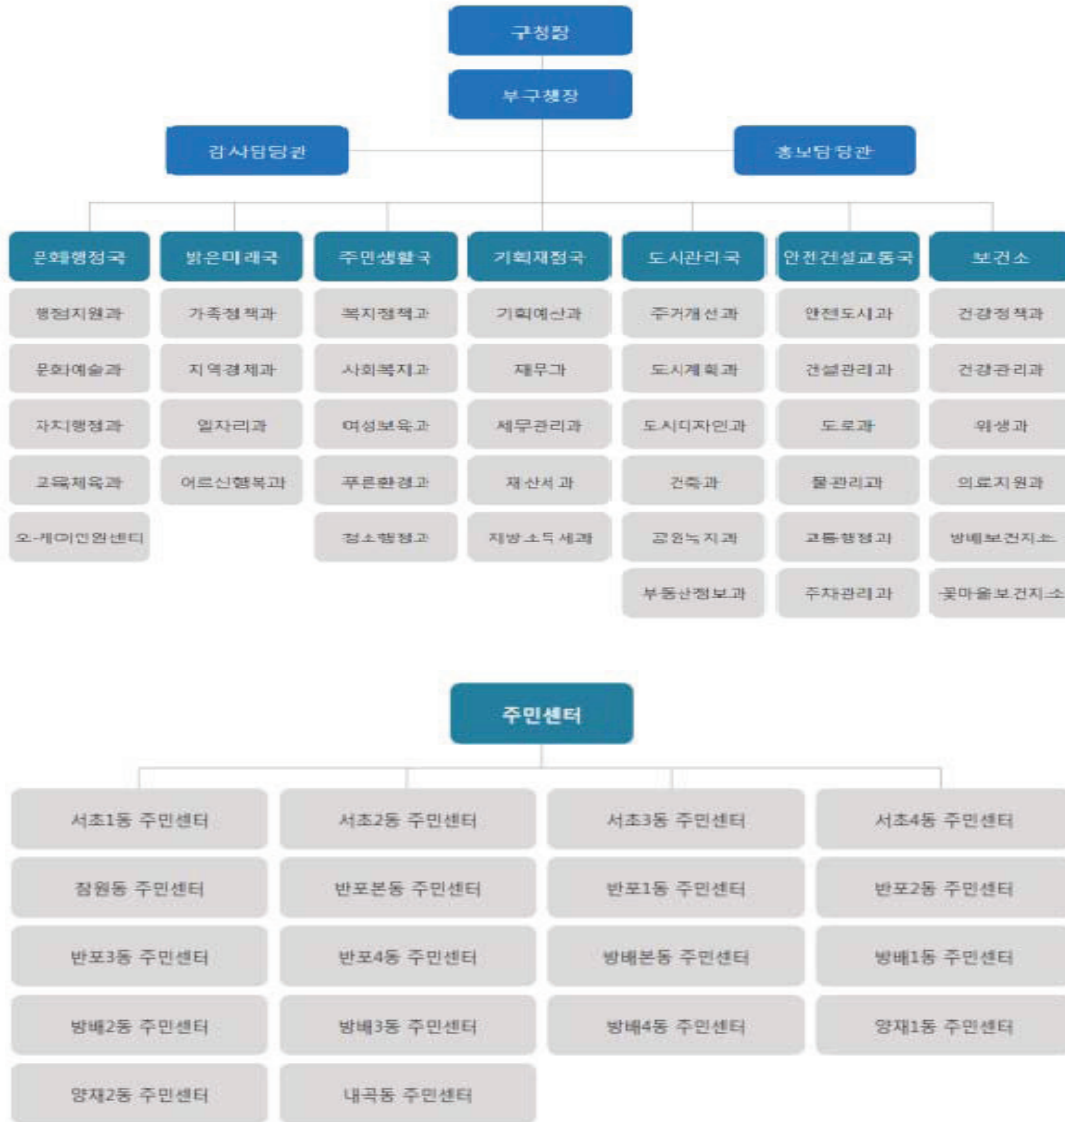 구청장
부구청장
감사담당관 홍보담당관
문화행정국 밝은미래국 주민생활국 기획재정국 도시관리국 안전건설교통국 보건소
행정지원과 가족정책과 복지정책과 기획예산과 주거개선과 안전도시과 건강정책과
문화예술과 지역경제과 사회복지과 재무과 도시계획과 건설관리과 건강관리과
자치행정과 일자리과 여성보육과 세무관리과 도시디자인과 도로과 위생과
교육체육과 어르신행복과 푸른환경과 재산세과 건축과 물관리과 의료지원과
오·케이민원센터 청소행정과 지방소득세과 공원녹지과 교통행정과 방배보건지소
부동산정보과 주차관리과 꽃마을보건지소
주민센터
서초1동 주민센터 서초2동 주민센터 서초3동 주민센터 서초4동 주민센터
잠원동 주민센터 반포본동 주민센터 반포1동 주민센터 반포2동 주민센터
반포3동 주민센터 반포4동 주민센터 방배본동 주민센터 방배1동 주민센터
방배2동 주민센터 방배3동 주민센터 방배4동 주민센터 양재1동 주민센터
양재2동 주민센터 내곡동 주민센터